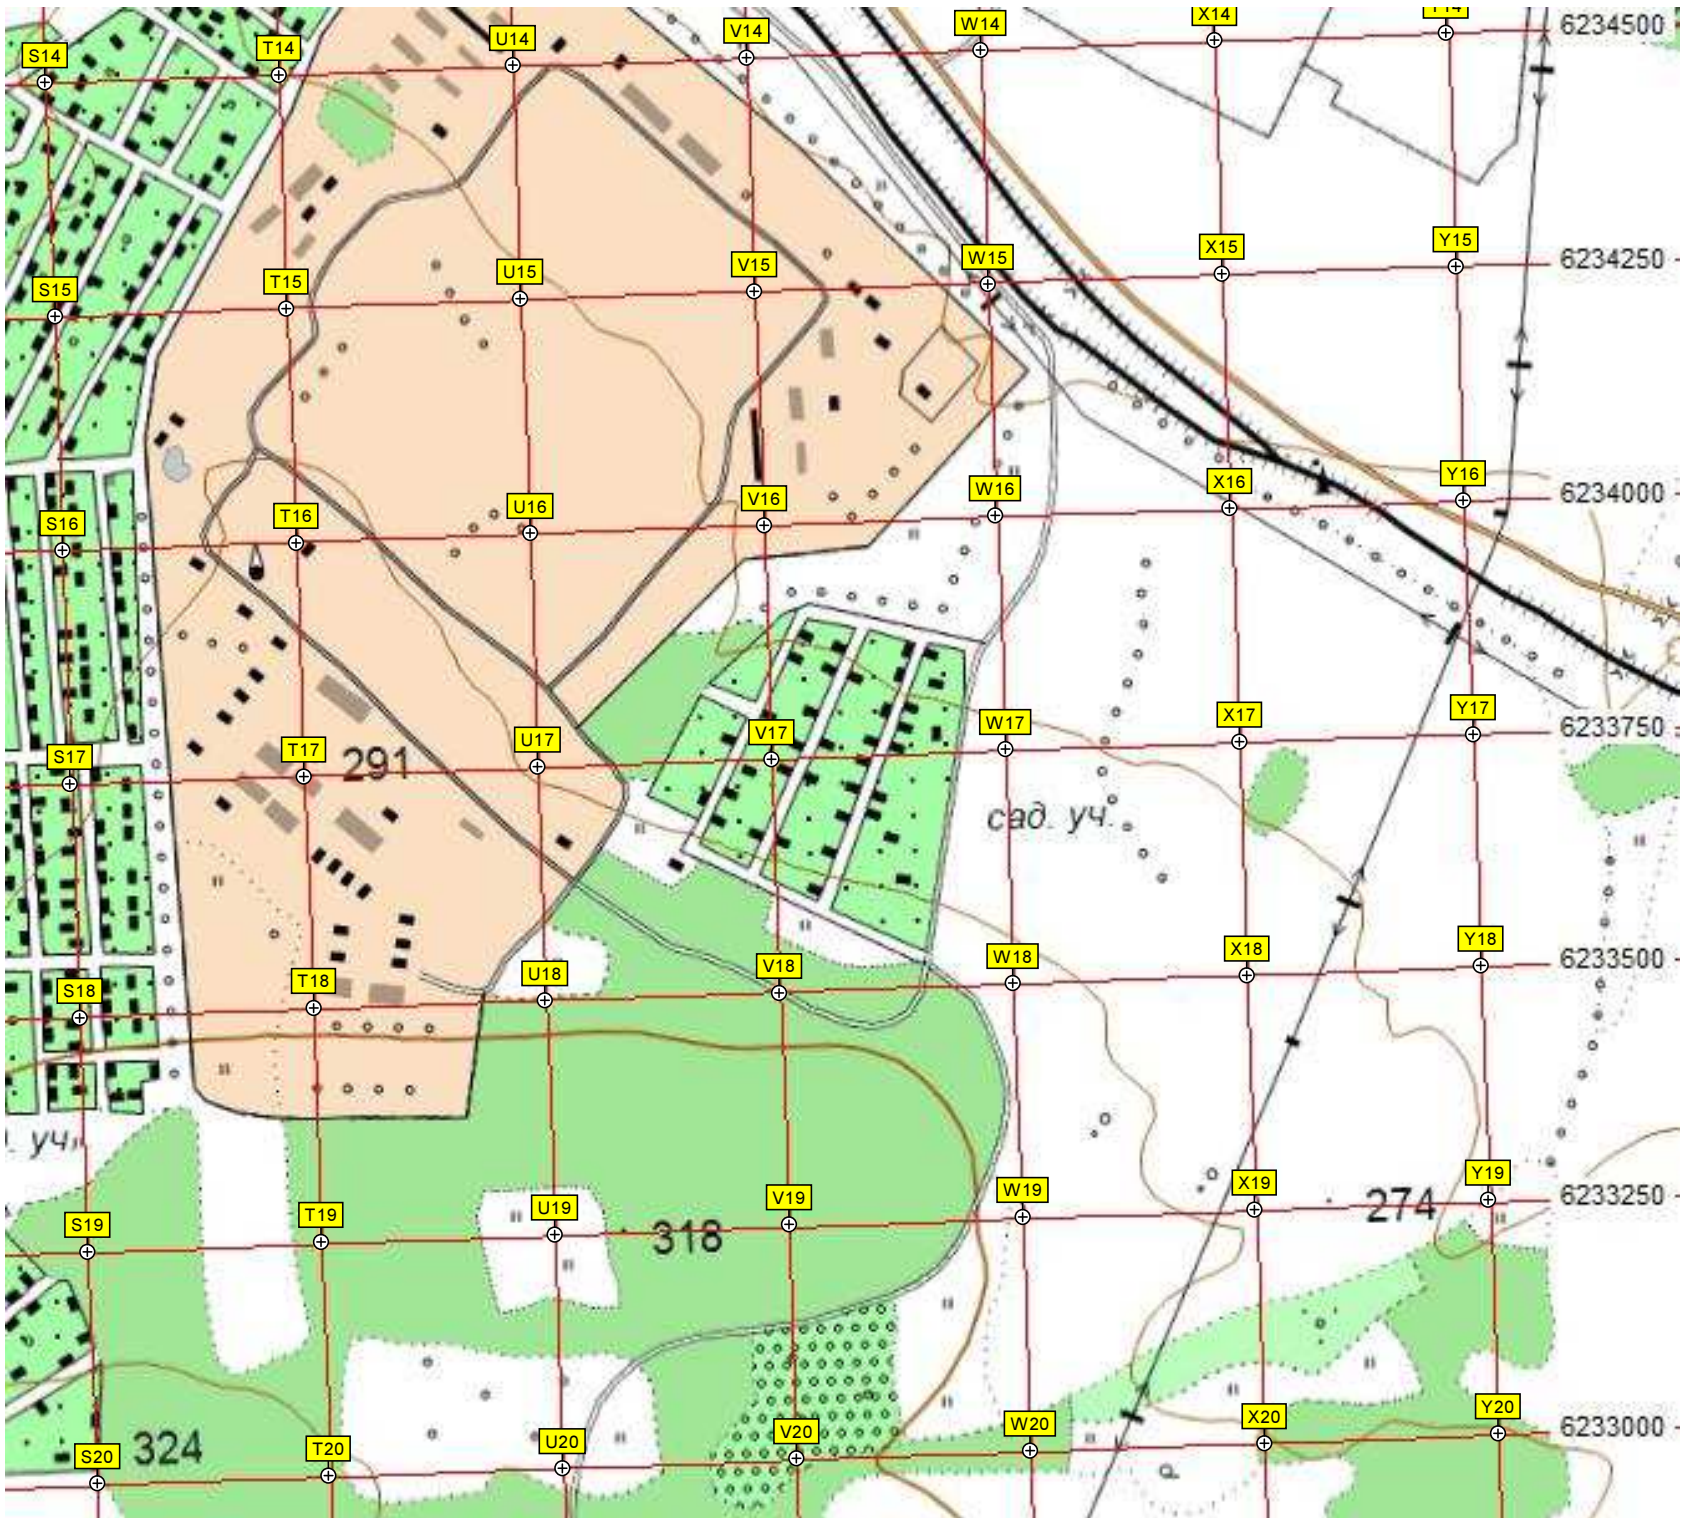 S14 T14 U14 V14 W14 X14 Y14 6234500
S15 T15 U15 V15 W15 X15 Y15 6234250
S16 T16 U16 V16 W16 X16 Y16 6234000
S17 T17 U17 V17 W17 X17 Y17 6233750
291
сад. уч.
S18 T18 U18 V18 W18 X18 Y18 6233500
. уч.
S19 T19 U19 V19 W19 X19 Y19 6233250
318
274
S20 T20 U20 V20 W20 X20 Y20 6233000
324